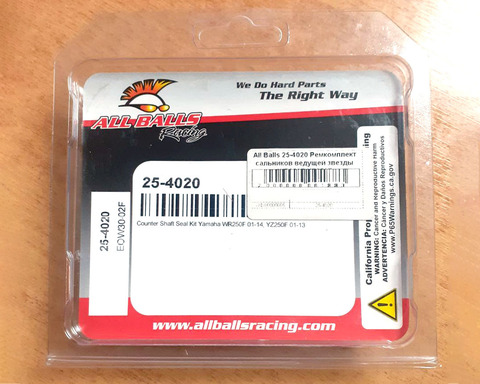 We Do Hard Parts
The Right Way
ALL BALLS
Racing
All Balls 25-4020 Ремкомплект
сальников ведущей звезды
25-4020
Counter Shaft Seal Kit Yamaha WR250F 01-14, YZ250F 01-13
25-4020
EOW30.02F
California Prop
ning
WARNING: Cancer and Reproductive Harm
ADVERTENCIA: Cáncer y Daños Reproductivos
www.P65Warnings.ca.gov
www.allballsracing.com